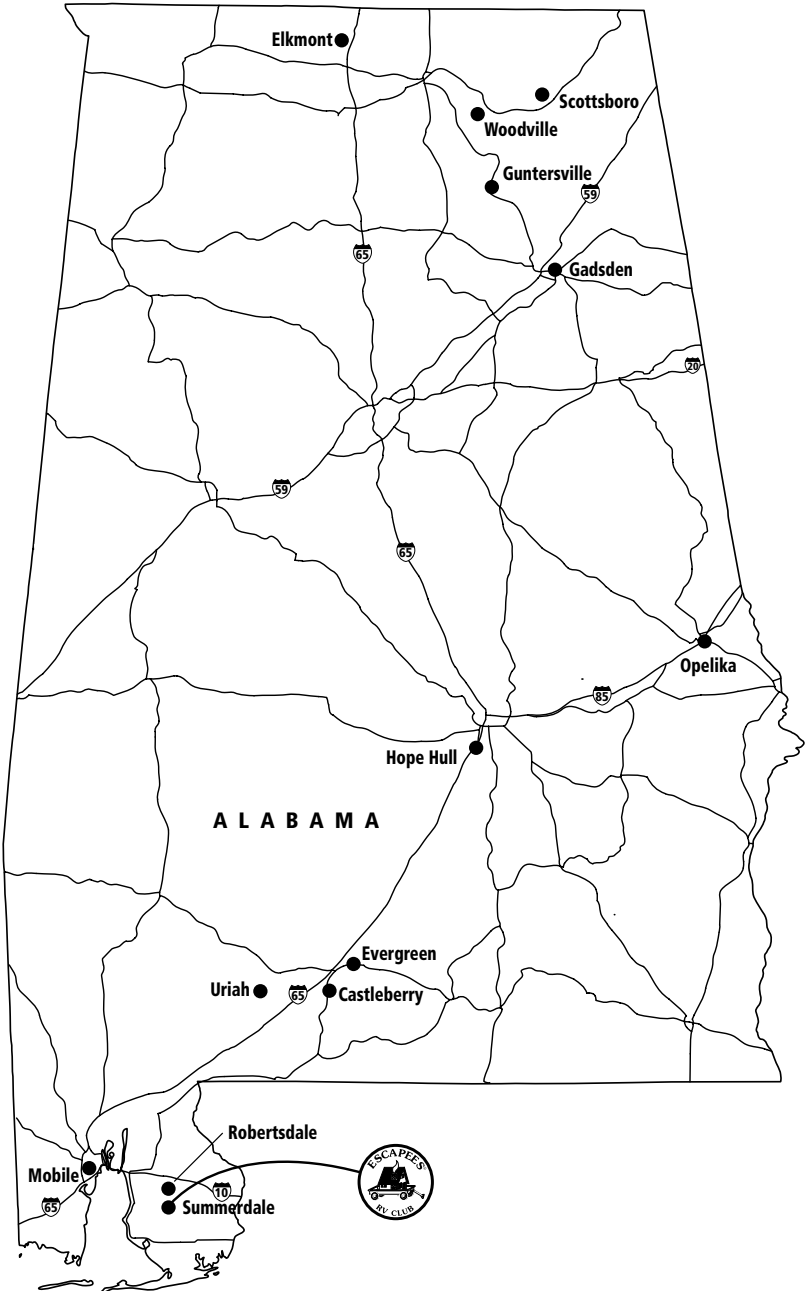 Elkmont
Scottsboro
Woodville
Guntersville
59
65
Gadsden
20
59
65
Opelika
85
Hope Hull
ALABAMA
Evergreen
Uriah
65
Castleberry
Robertsdale
ESCAPEES
RV CLUB
Mobile
10
65
Summerdale